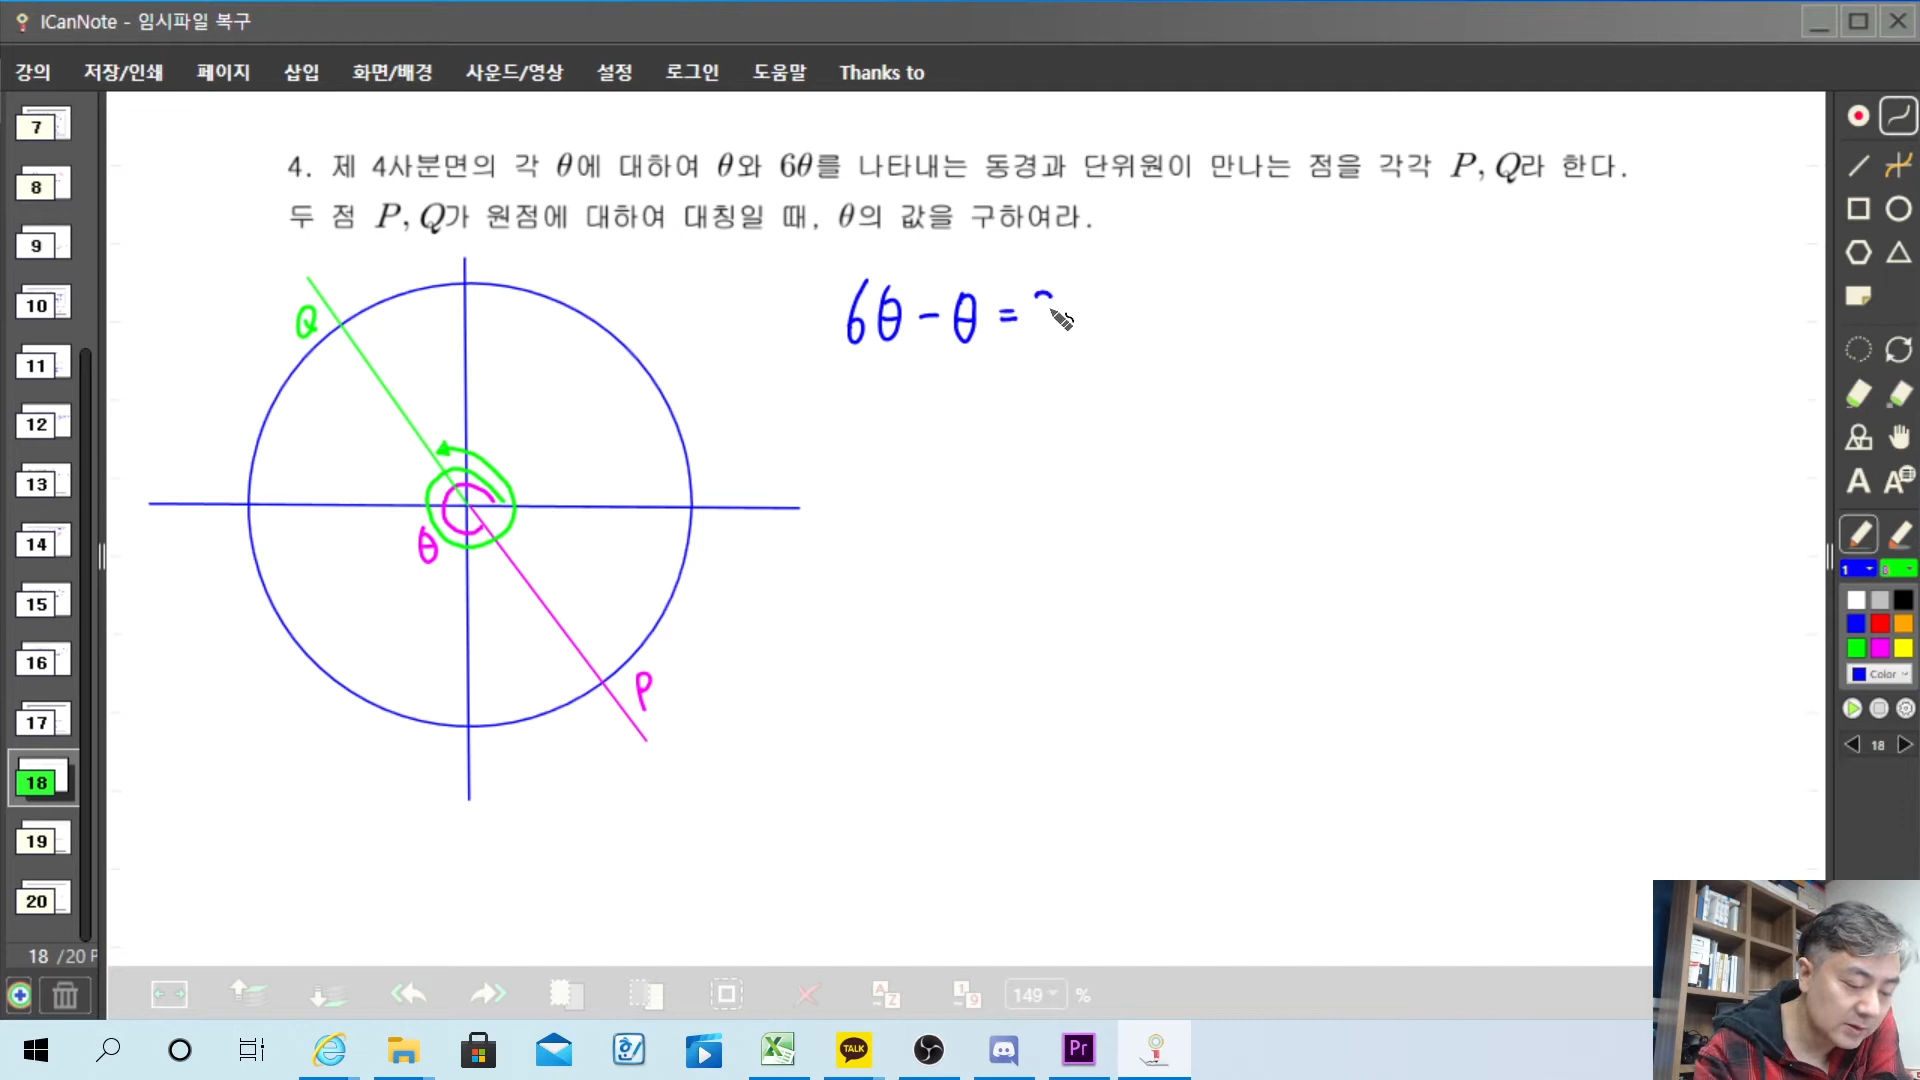 ICanNote - 임시파일 복구
강의 저장/인쇄 페이지 삽입 화면/배경 사운드/영상 설정 로그인 도움말 Thanks to
4. 제 4사분면의 각 θ에 대하여 θ와 6θ를 나타내는 동경과 단위원이 만나는 점을 각각 P, Q라 한다.
두 점 P, Q가 원점에 대하여 대칭일 때, θ의 값을 구하여라.
6θ - θ =
Q
θ
P
7
8
9
10
11
12
13
14
15
16
17
18
19
20
18 /20 P
A A
1
Color
18
A Z
1 9
149 %
TALK
Pr